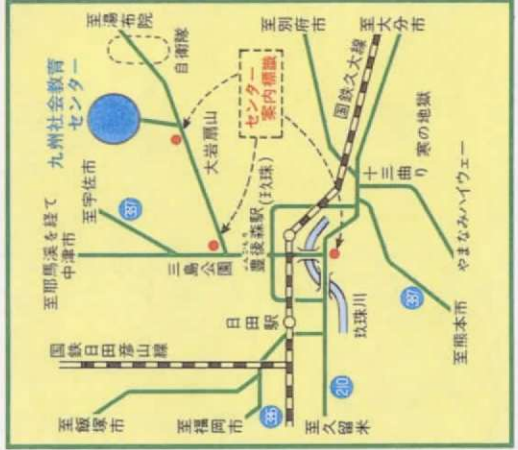 至湯布院
自衛隊
九州社会教育
センター
至別府市
至大分市
国鉄久大線
センター
案内標識
大岩扇山
至宇佐市
387
至耶馬溪を経て
中津市
三島公園
ぶんごもり
豊後森駅
(玖珠)
十三曲り
寒の地獄
やまなみハイウェー
387
至熊本市
玖珠川
日田駅
国鉄日田彦山線
210
至久留米
386
至福岡市
至飯塚市